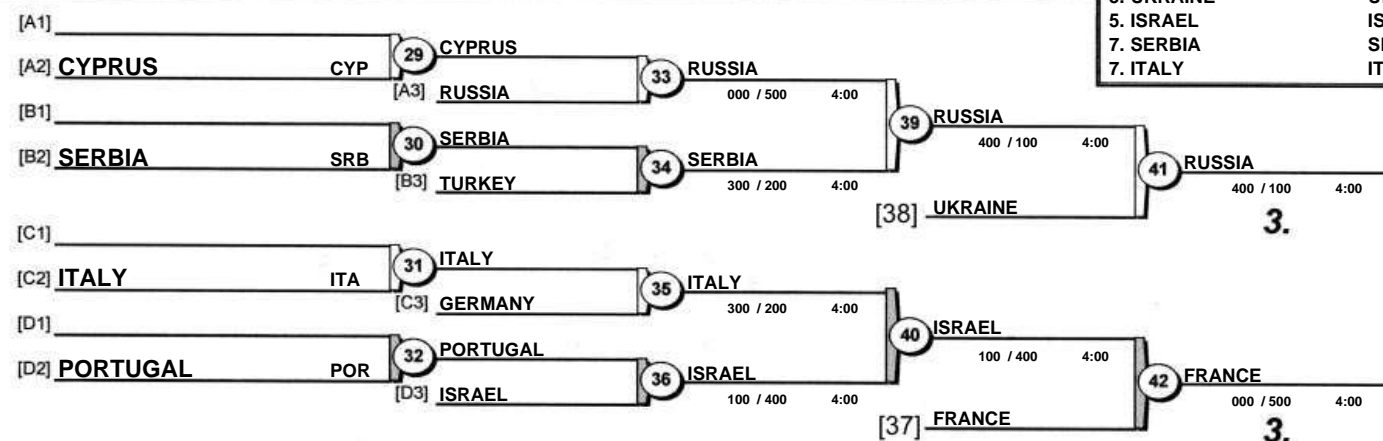 5. ISRAEL
7. SERBIA
7. ITALY
[A1]
[A2] CYPRUS CYP
29
CYPRUS
[A3] RUSSIA
33
RUSSIA
000 / 500 4:00
[B1]
[B2] SERBIA SRB
30
SERBIA
[B3] TURKEY
34
SERBIA
300 / 200 4:00
39
RUSSIA
400 / 100 4:00
[38] UKRAINE
41
RUSSIA
400 / 100 4:00
3.
[C1]
[C2] ITALY ITA
31
ITALY
[C3] GERMANY
35
ITALY
300 / 200 4:00
[D1]
[D2] PORTUGAL POR
32
PORTUGAL
[D3] ISRAEL
36
ISRAEL
100 / 400 4:00
40
ISRAEL
100 / 400 4:00
[37] FRANCE
42
FRANCE
000 / 500 4:00
3.